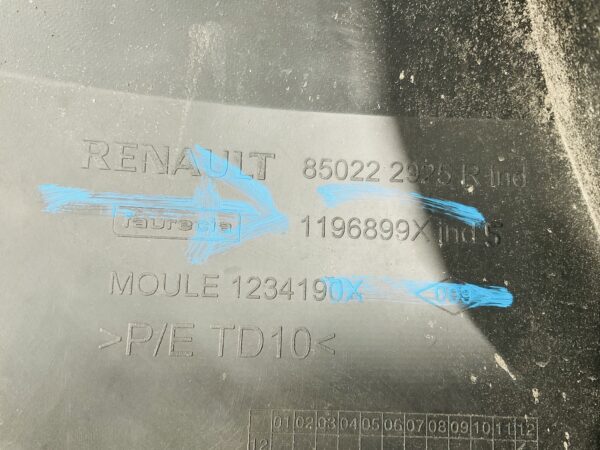 RENAULT 85022 2925 R ind
faurecia 1196899X ind 5
MOULE 1234190X
>P/E TD10<
01 02 03 04 05 06 07 08 09 10 11 12
12